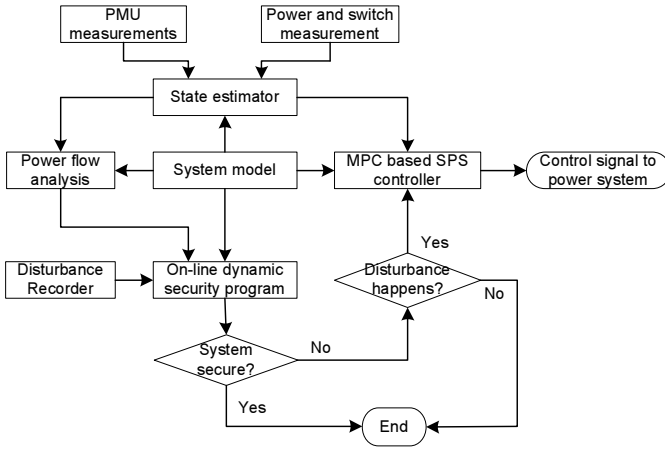 PMU
measurements
Power and switch
measurement
State estimator
Power flow
analysis
System model
MPC based SPS
controller
Control signal to
power system
Yes
Disturbance
Recorder
On-line dynamic
security program
Disturbance
happens?
No
System
secure?
No
Yes
End